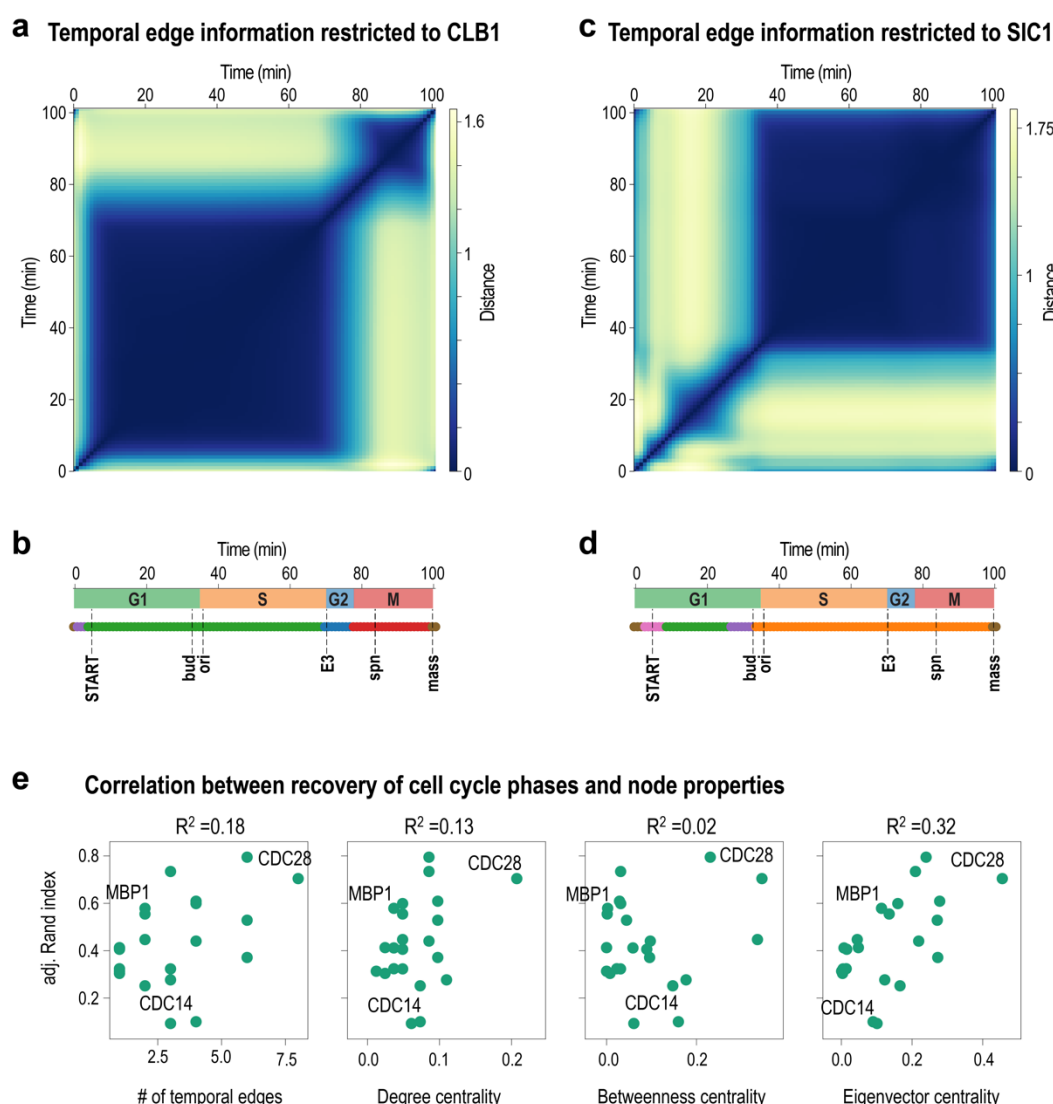 a Temporal edge information restricted to CLB1
Time (min)
0 20 40 60 80 100
100
80
60
40
20
0
Time (min)
1.6
1
0
Distance
c Temporal edge information restricted to SIC1
Time (min)
0 20 40 60 80 100
100
80
60
40
20
0
Time (min)
1.75
1
0
Distance
b
Time (min)
0 20 40 60 80 100
G1 S G2 M
START bud ori E3 spn mass
d
Time (min)
0 20 40 60 80 100
G1 S G2 M
START bud ori E3 spn mass
e Correlation between recovery of cell cycle phases and node properties
R² =0.18 R² =0.13 R² =0.02 R² =0.32
adj. Rand index
0.8
0.6
0.4
0.2
CDC28
MBP1
CDC14
2.5 5.0 7.5
# of temporal edges
CDC28
MBP1
CDC14
0.0 0.1 0.2
Degree centrality
CDC28
MBP1
CDC14
0.0 0.2
Betweenness centrality
CDC28
MBP1
CDC14
0.0 0.2 0.4
Eigenvector centrality